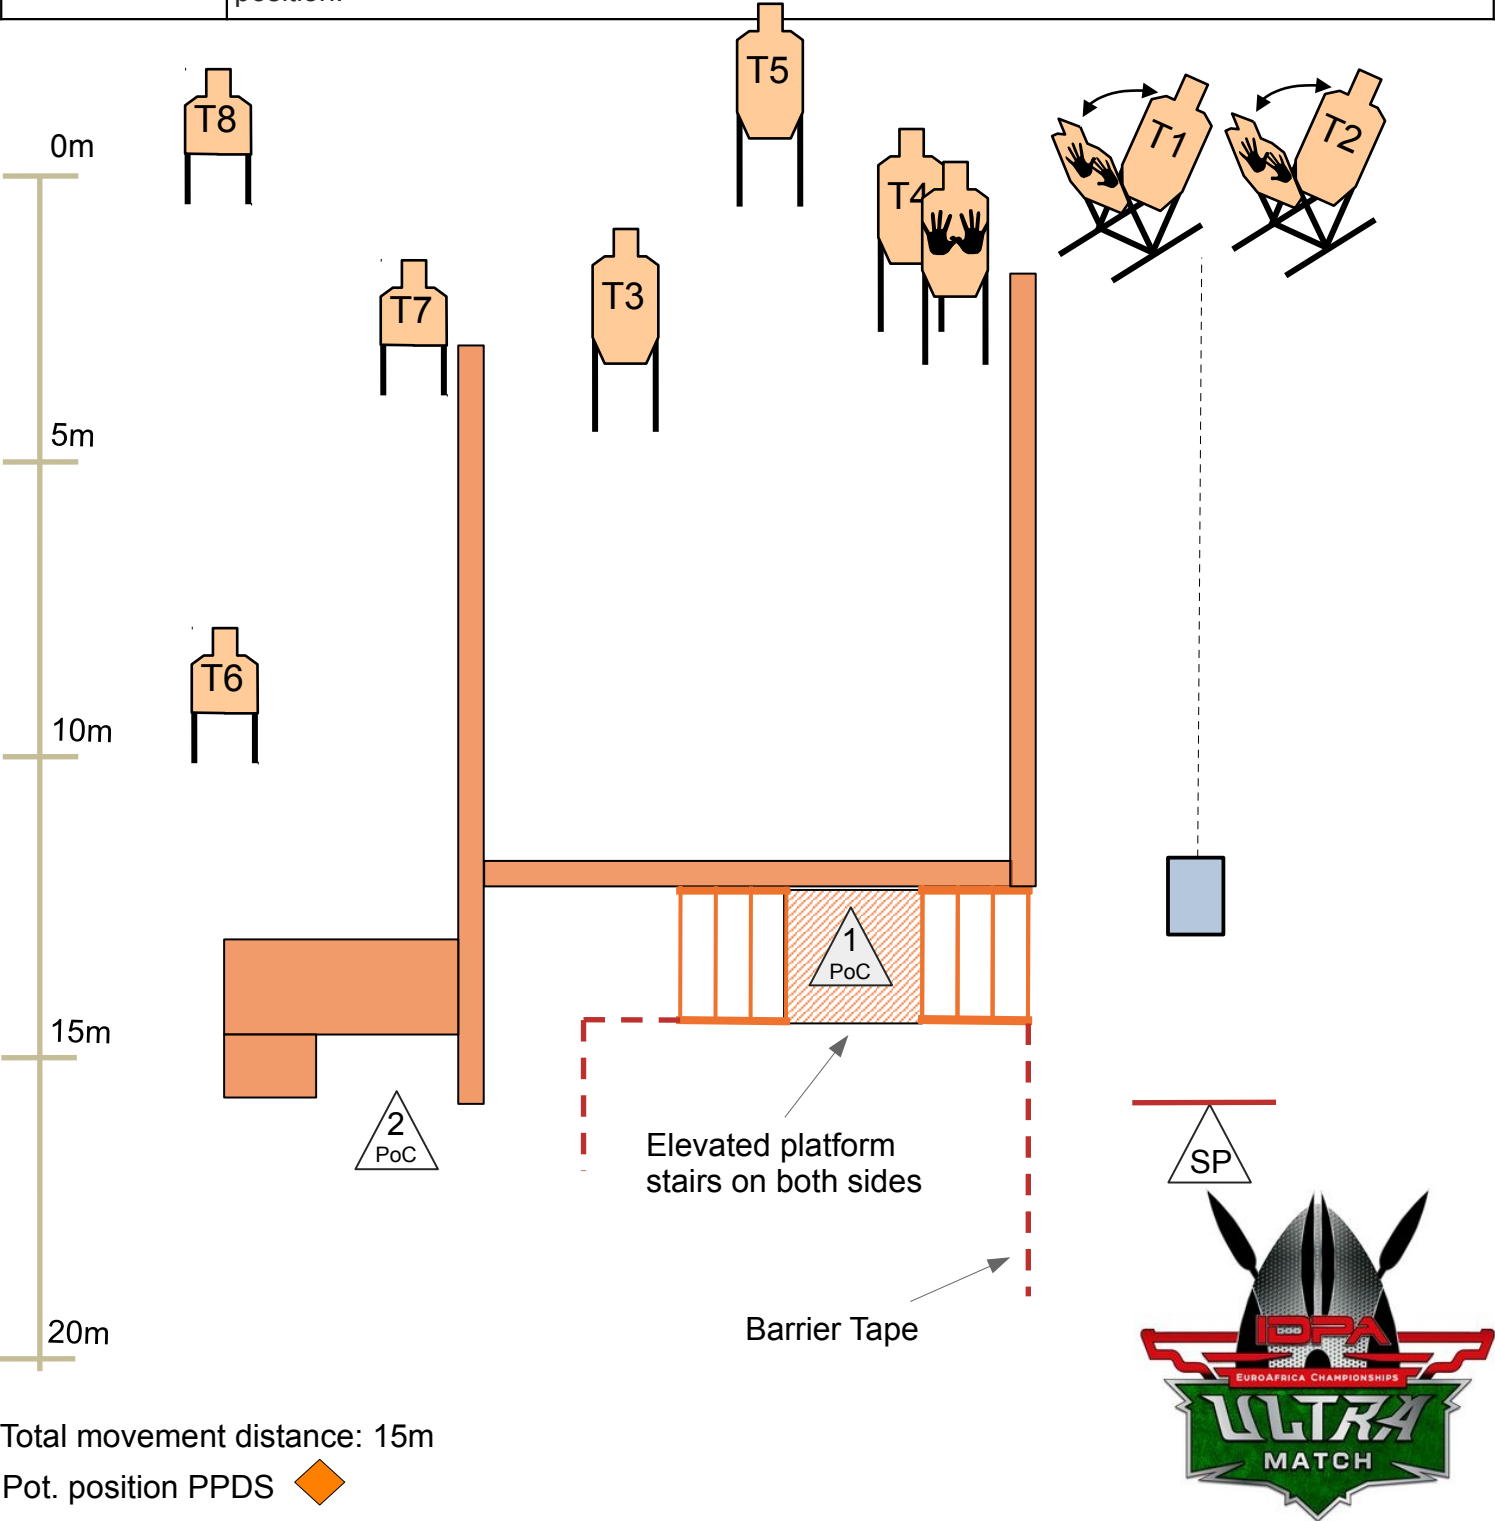 position.
T5
T8
T1
T2
0m
T4
T3
T7
5m
T6
10m
1
PoC
15m
2
PoC
Elevated platform
stairs on both sides
SP
Barrier Tape
20m
IDPA
EUROAFRICA CHAMPIONSHIPS
ULTRA
MATCH
Total movement distance: 15m
Pot. position PPDS